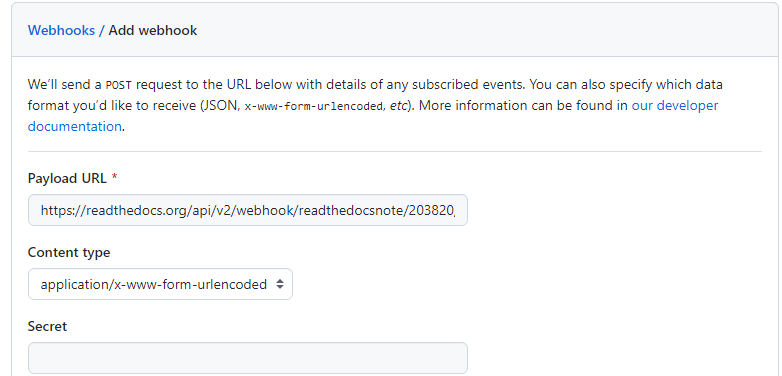 Webhooks / Add webhook
We'll send a POST request to the URL below with details of any subscribed events. You can also specify which data
format you'd like to receive (JSON, x-www-form-urlencoded, etc). More information can be found in our developer
documentation.
Payload URL *
https://readthedocs.org/api/v2/webhook/readthedocsnote/203820,
Content type
application/x-www-form-urlencoded
Secret